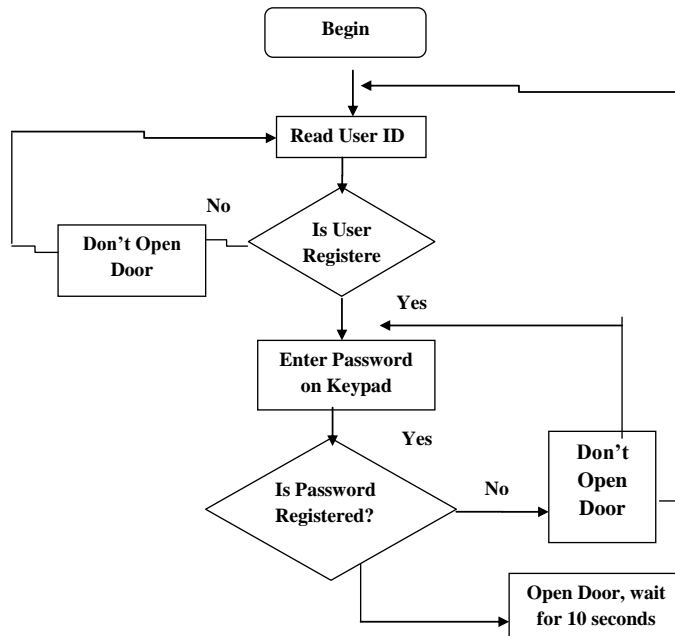 Begin
Read User ID
No
Is User
Registere
Don't Open
Door
Yes
Enter Password
on Keypad
Yes
Is Password
Registered?
No
Don't
Open
Door
Open Door, wait
for 10 seconds